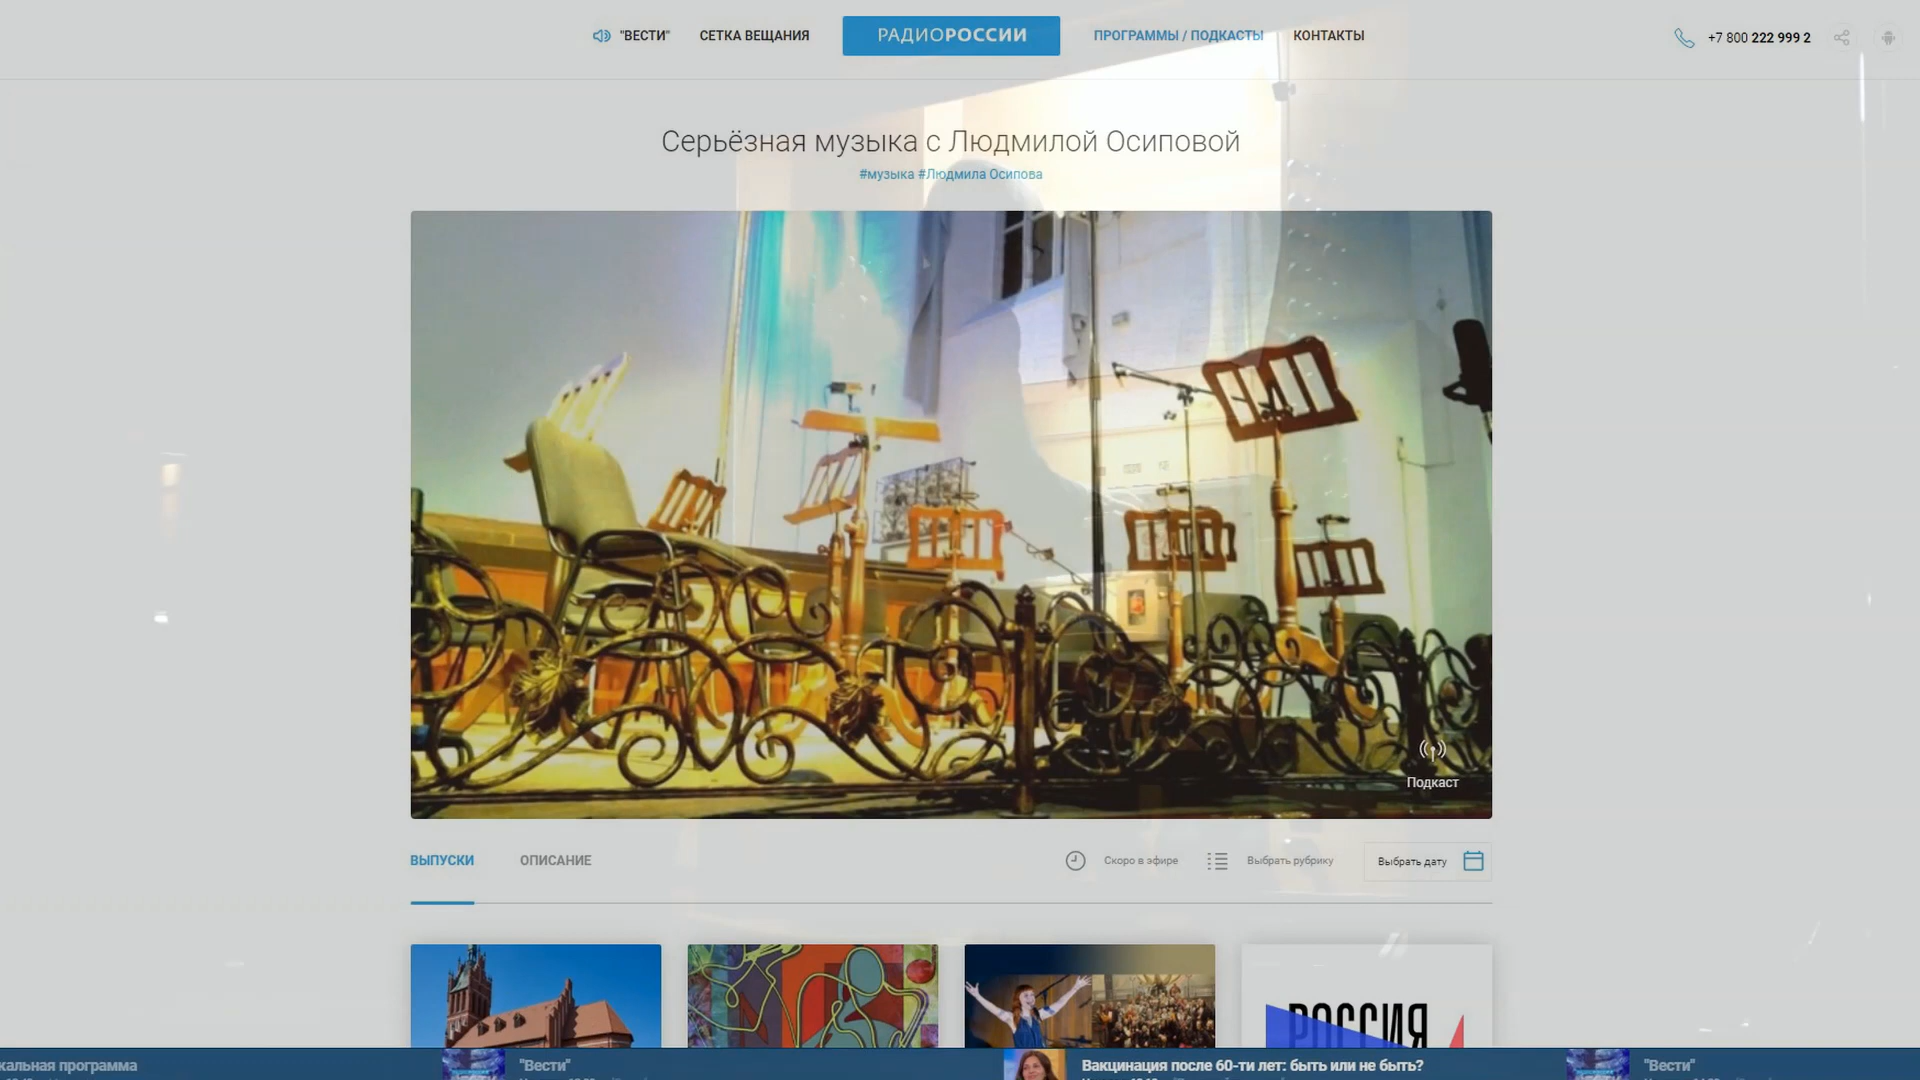 "ВЕСТИ"
СЕТКА ВЕЩАНИЯ
РАДИОРОССИИ
ПРОГРАММЫ / ПОДКАСТЫ
КОНТАКТЫ
+7 800 222 999 2
Серьёзная музыка с Людмилой Осиповой
#музыка #Людмила Осипова
Подкаст
ВЫПУСКИ
ОПИСАНИЕ
Скоро в эфире
Выбрать рубрику
Выбрать дату
РОССИЯ
кальная программа
"Вести"
Вакцинация после 60-ти лет: быть или не быть?
"Вести"